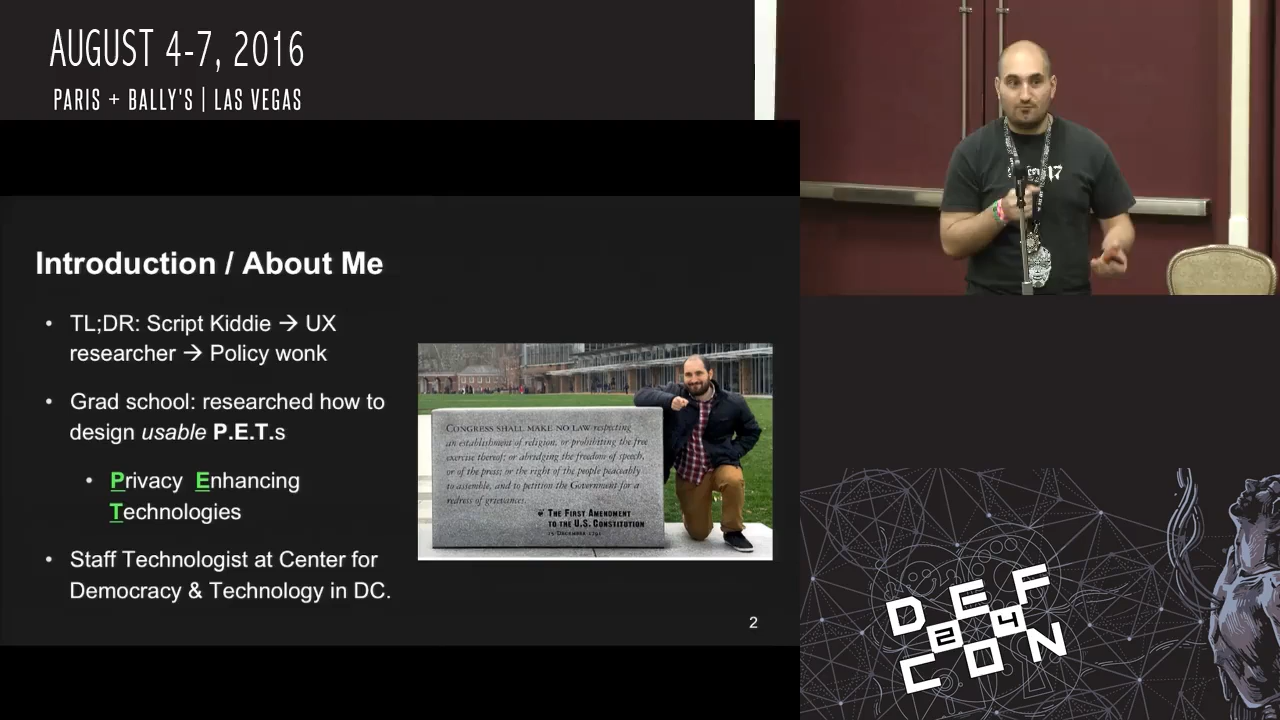 AUGUST 4-7, 2016
PARIS + BALLY'S | LAS VEGAS
Introduction / About Me
• TL;DR: Script Kiddie → UX
researcher → Policy wonk
• Grad school: researched how to
design usable P.E.T.s
• Privacy Enhancing
Technologies
• Staff Technologist at Center for
Democracy & Technology in DC.
CONGRESS SHALL MAKE NO LAW respecting
an establishment of religion, or prohibiting the free
exercise thereof; or abridging the freedom of speech,
or of the press; or the right of the people peaceably
to assemble, and to petition the Government for a
redress of grievances.
THE FIRST AMENDMENT
TO THE U.S. CONSTITUTION
15 DECEMBER 1791
2
17
DEF
24
CON